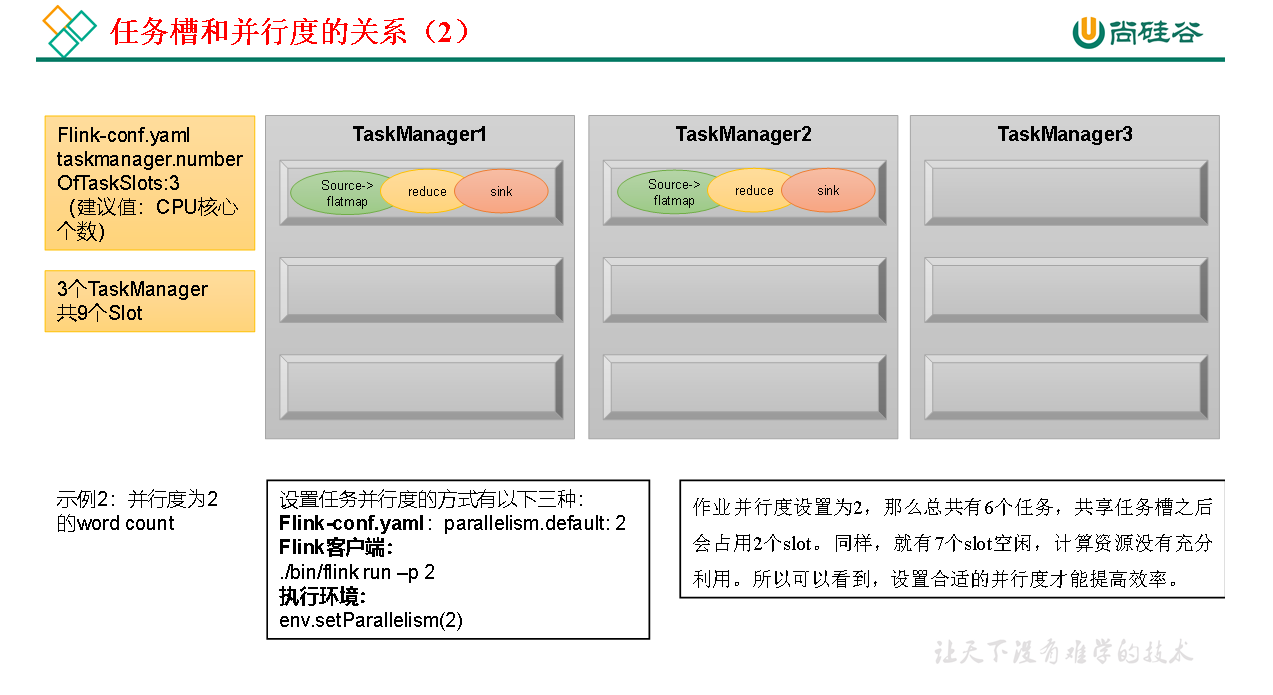 任务槽和并行度的关系（2）
尚硅谷
Flink-conf.yaml
taskmanager.number
OfTaskSlots:3
（建议值：CPU核心
个数）
3个TaskManager
共9个Slot
TaskManager1
Source->
flatmap
reduce
sink
TaskManager2
Source->
flatmap
reduce
sink
TaskManager3
示例2：并行度为2
的word count
设置任务并行度的方式有以下三种：
Flink-conf.yaml：parallelism.default: 2
Flink客户端：
./bin/flink run –p 2
执行环境：
env.setParallelism(2)
作业并行度设置为2，那么总共有6个任务，共享任务槽之后
会占用2个slot。同样，就有7个slot空闲，计算资源没有充分
利用。所以可以看到，设置合适的并行度才能提高效率。
让天下没有难学的技术